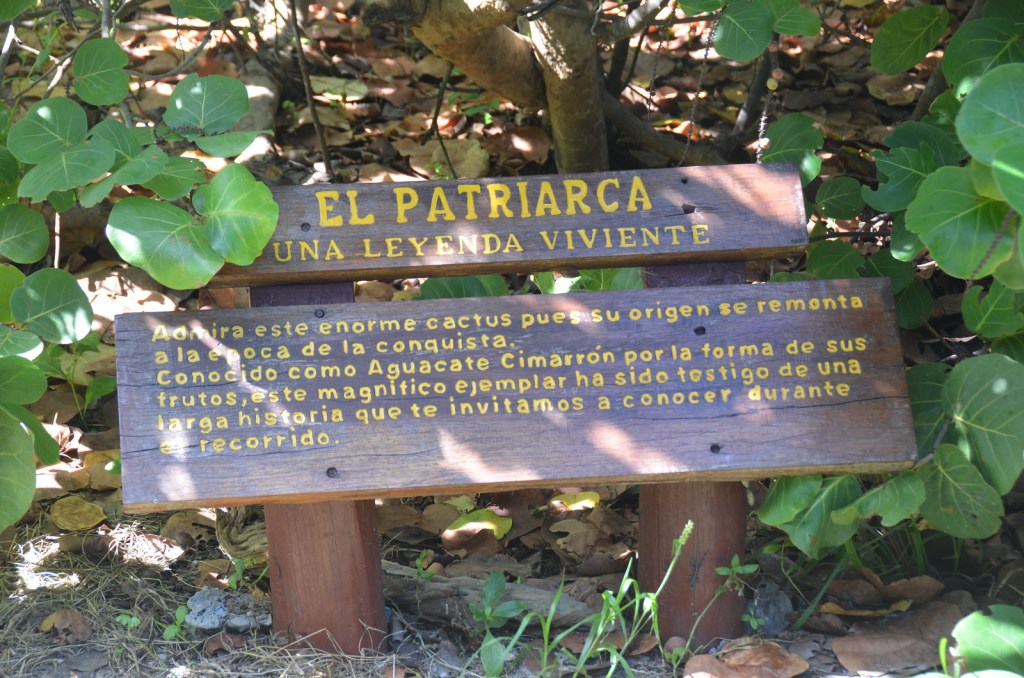 EL PATRIARCA
UNA LEYENDA VIVIENTE
Admira este enorme cactus pues su origen se remonta
a la época de la conquista.
Conocido como Aguacate Cimarrón por la forma de sus
frutos, este magnífico ejemplar ha sido testigo de una
larga historia que te invitamos a conocer durante
el recorrido.